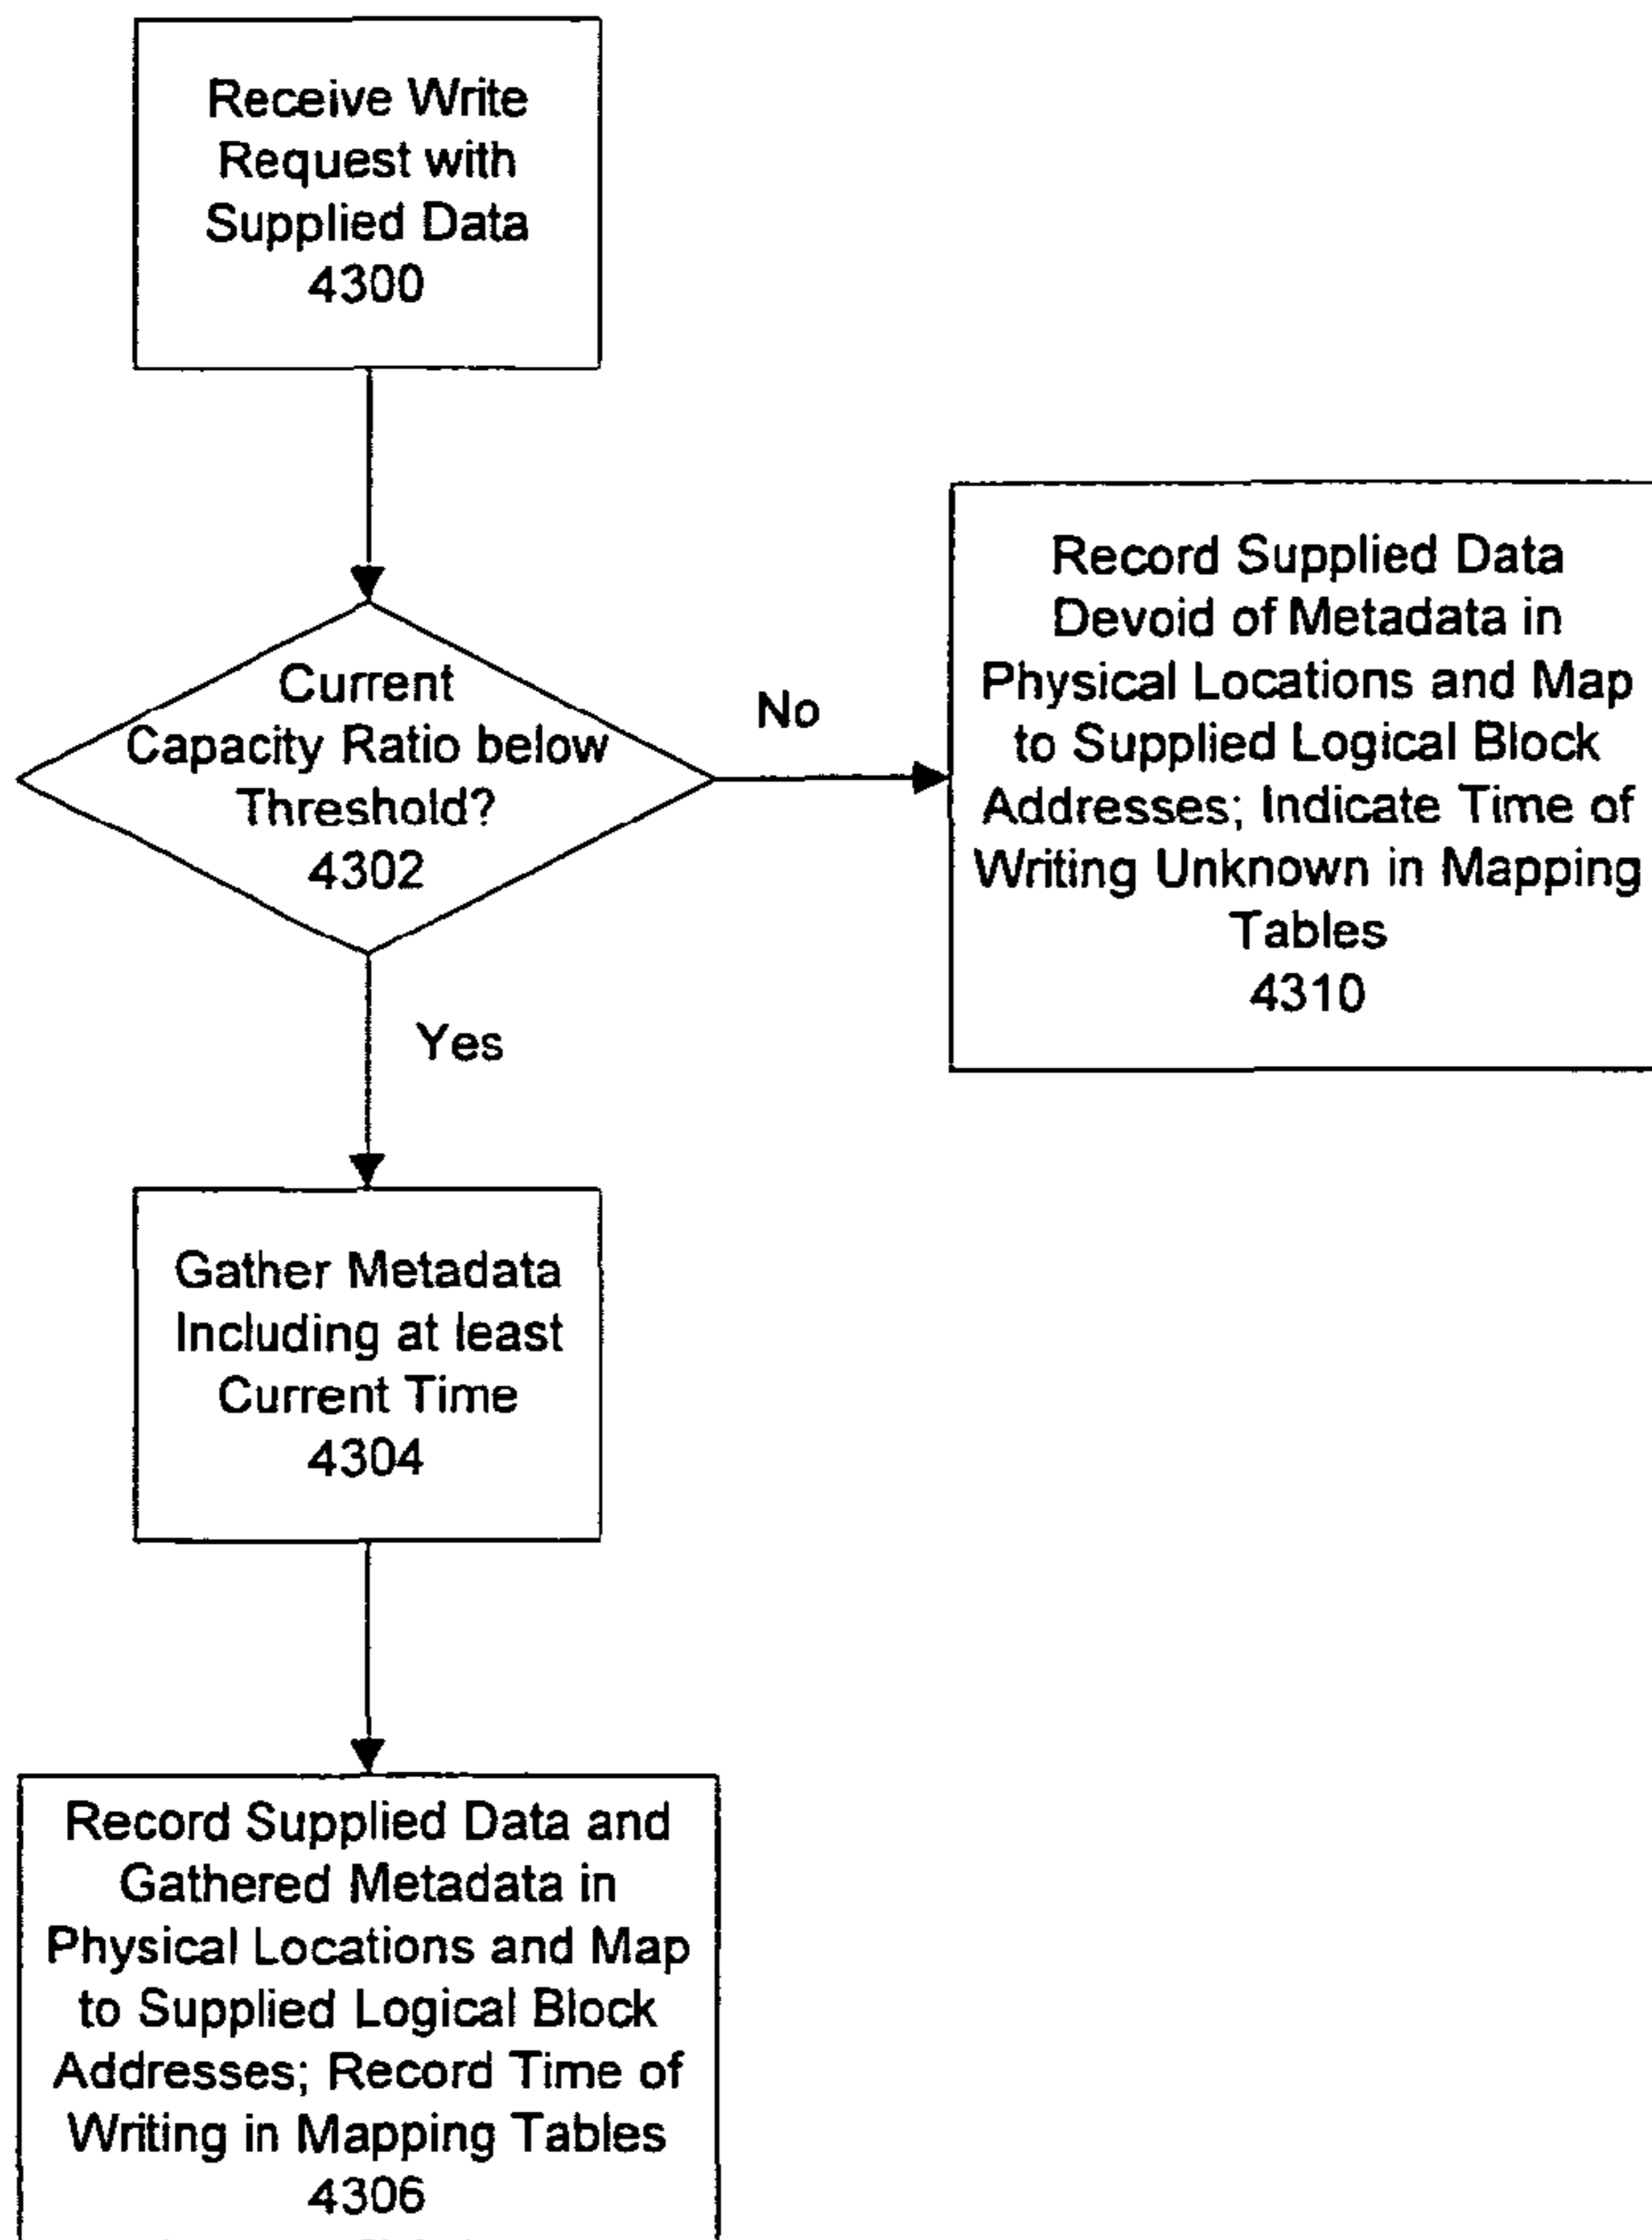 Receive Write
Request with
Supplied Data
4300
Current
Capacity Ratio below
Threshold?
4302
No
Record Supplied Data
Devoid of Metadata in
Physical Locations and Map
to Supplied Logical Block
Addresses; Indicate Time of
Writing Unknown in Mapping
Tables
4310
Yes
Gather Metadata
Including at least
Current Time
4304
Record Supplied Data and
Gathered Metadata in
Physical Locations and Map
to Supplied Logical Block
Addresses; Record Time of
Writing in Mapping Tables
4306